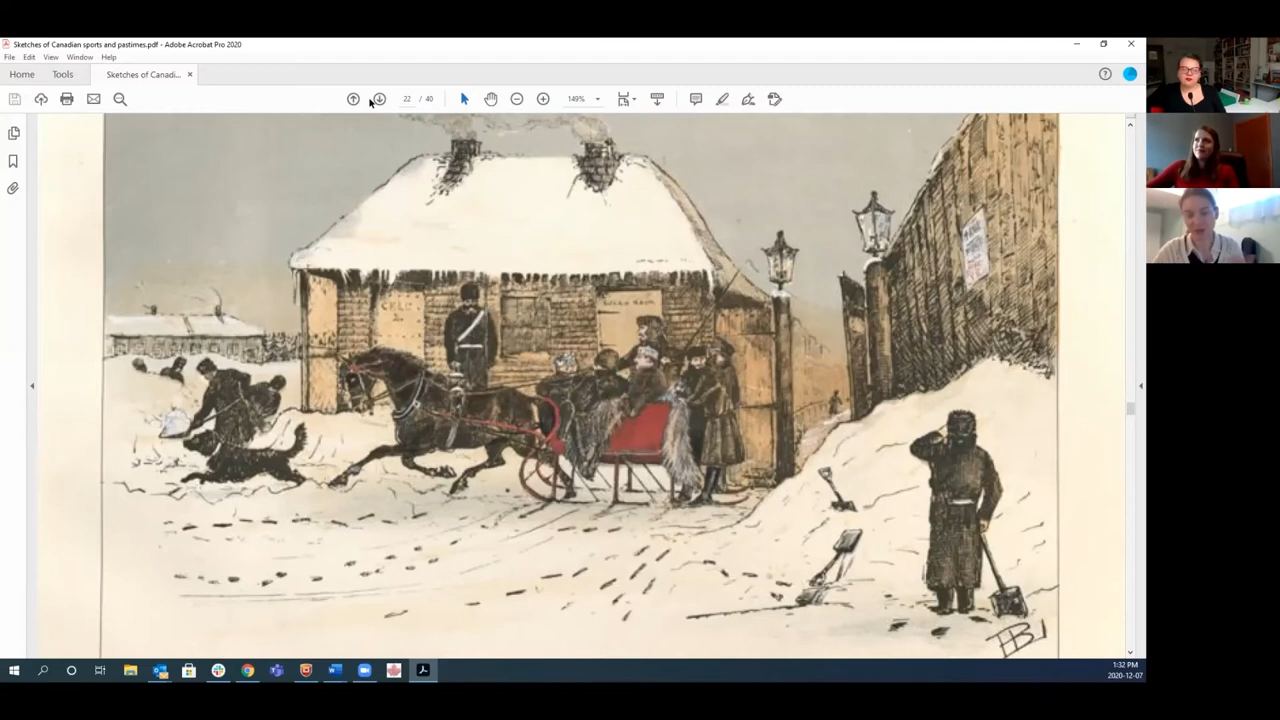 Sketches of Canadian sports and pastimes.pdf - Adobe Acrobat Pro 2020
File Edit View Window Help
Home Tools Sketches of Canadi... ×
22 / 40 149%
1:32 PM
2020-12-07